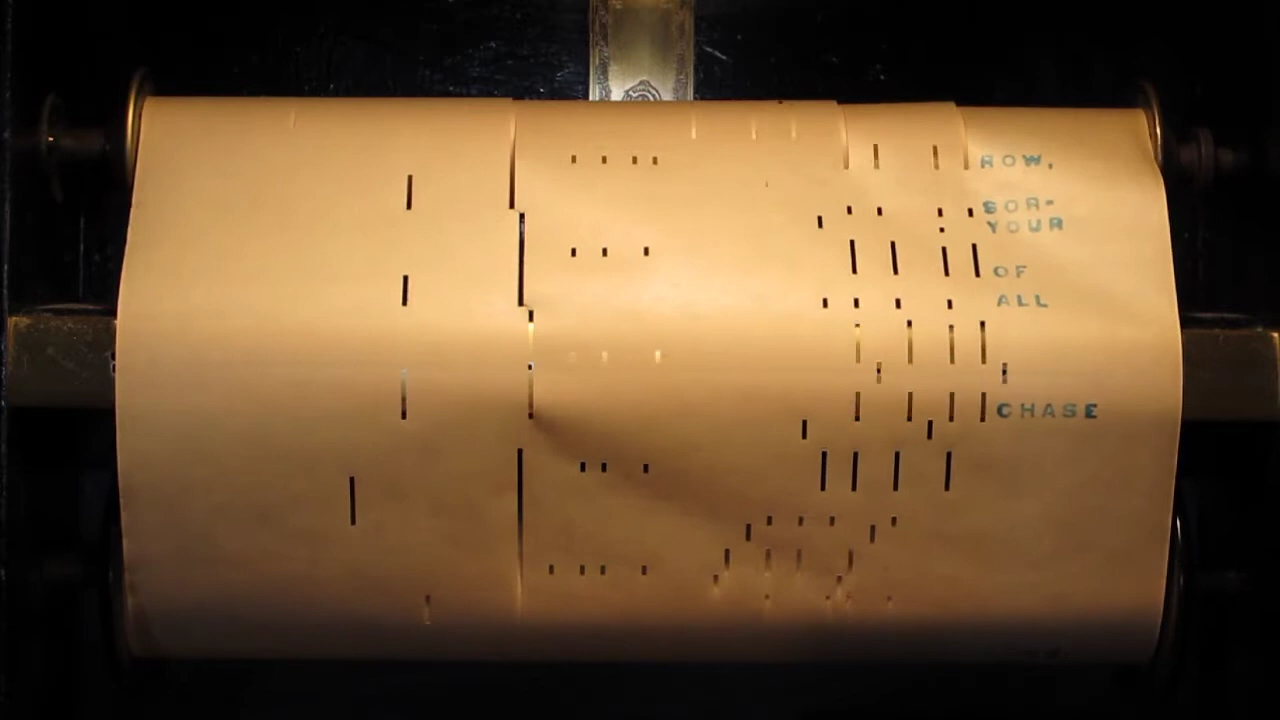 ROW,
SOR-
YOUR
OF
ALL
CHASE